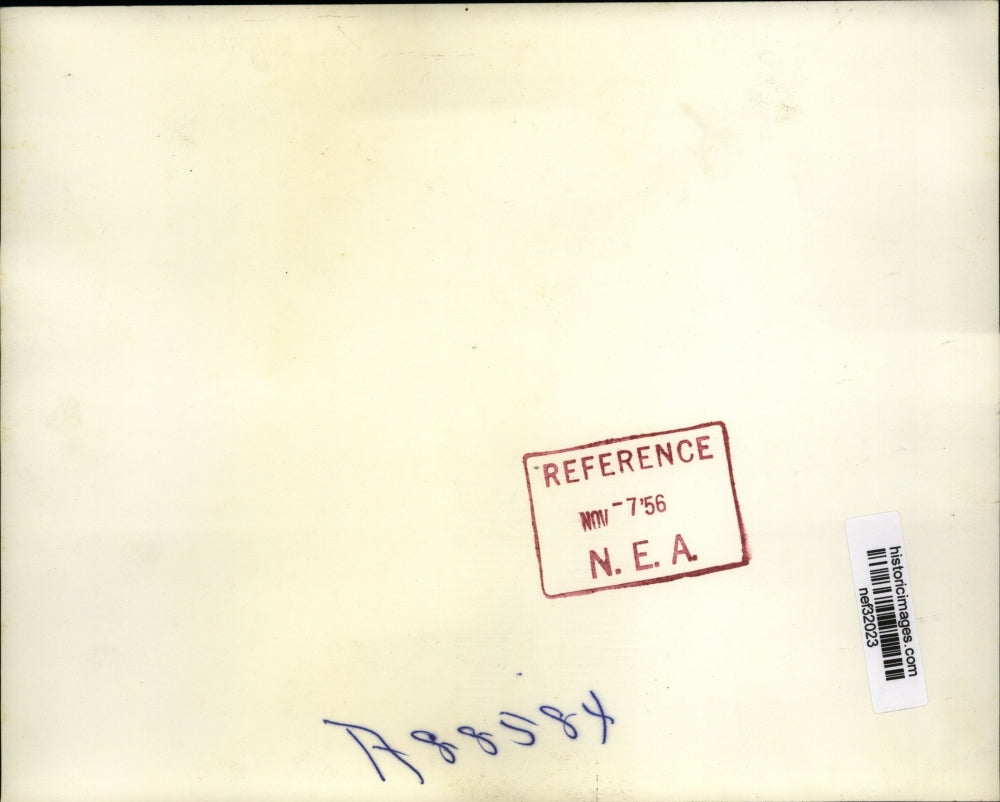 REFERENCE
NOV -7'56
N. E. A.
historicimages.com
nef32023
A88584